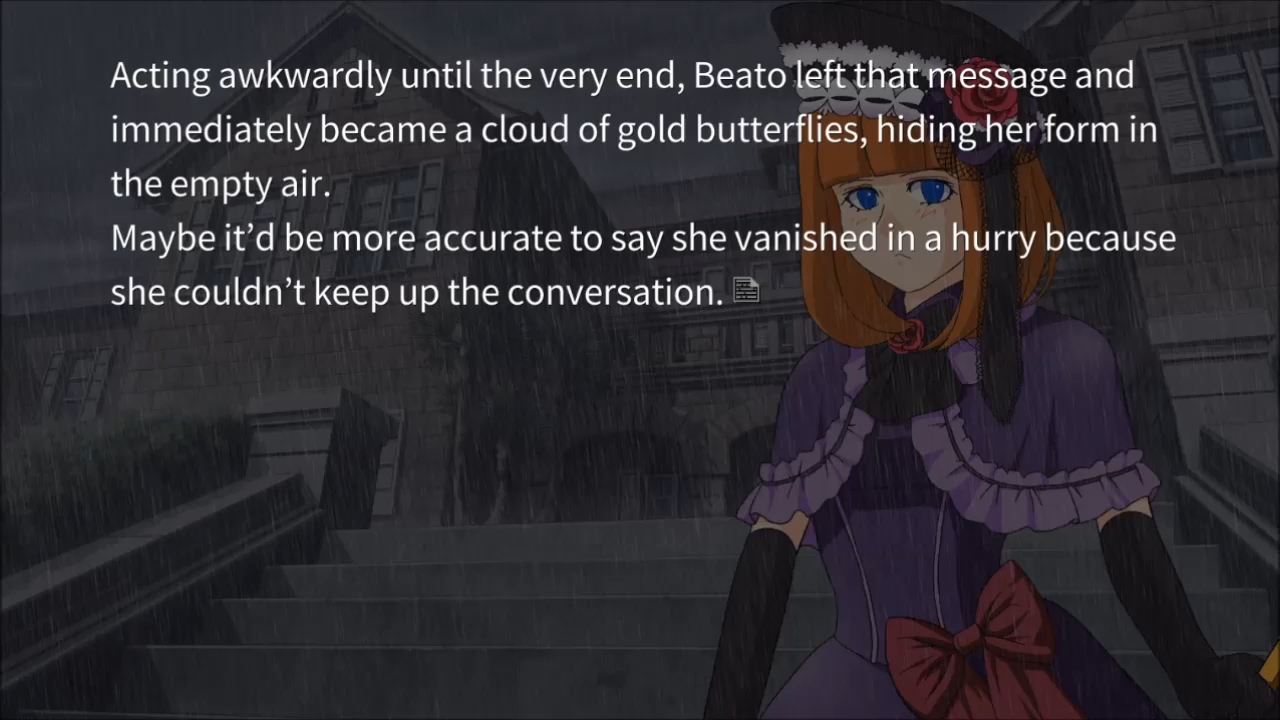 Acting awkwardly until the very end, Beato left that message and
immediately became a cloud of gold butterflies, hiding her form in
the empty air.
Maybe it’d be more accurate to say she vanished in a hurry because
she couldn’t keep up the conversation.